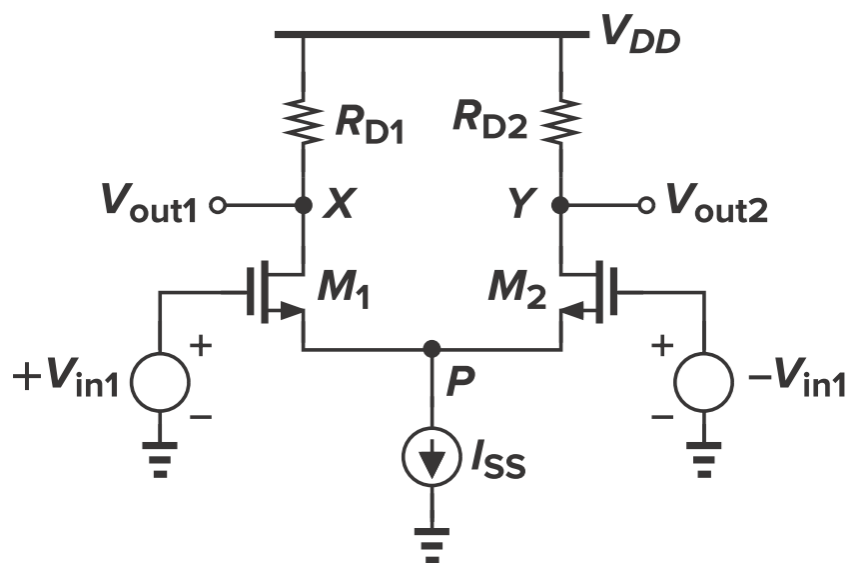 V_DD
R_D1
R_D2
V_out1
X
Y
V_out2
M_1
M_2
+
+
+V_in1
P
−V_in1
−
−
I_SS